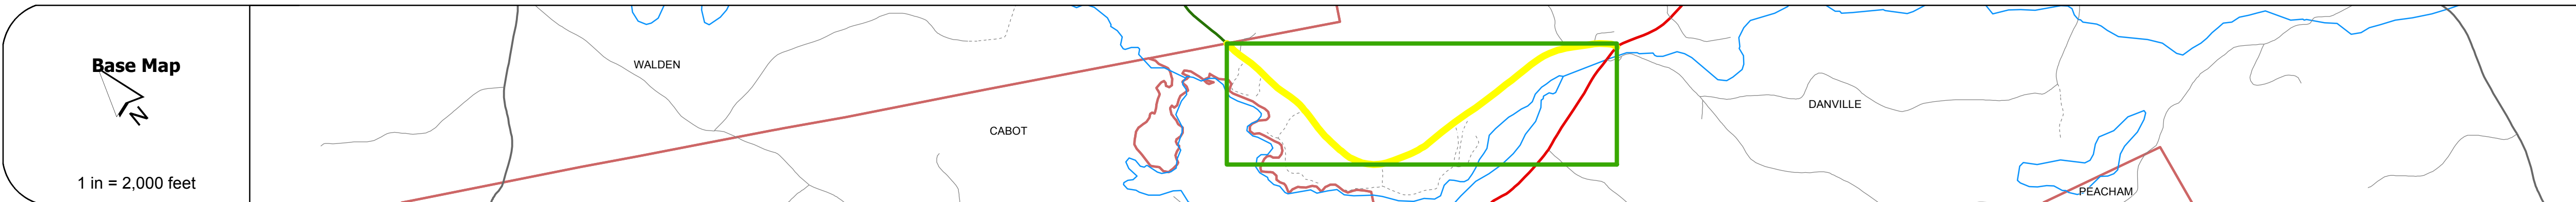 Base Map
N
1 in = 2,000 feet
WALDEN
CABOT
DANVILLE
PEACHAM